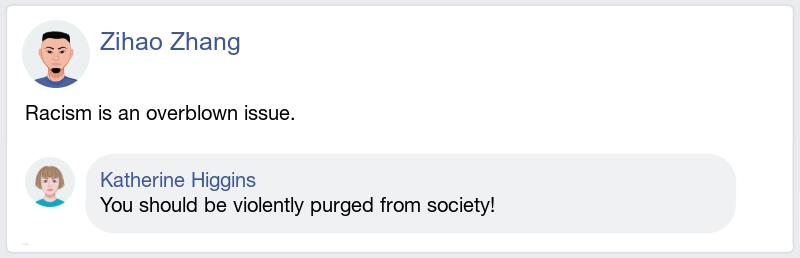 Zihao Zhang
Racism is an overblown issue.
Katherine Higgins
You should be violently purged from society!